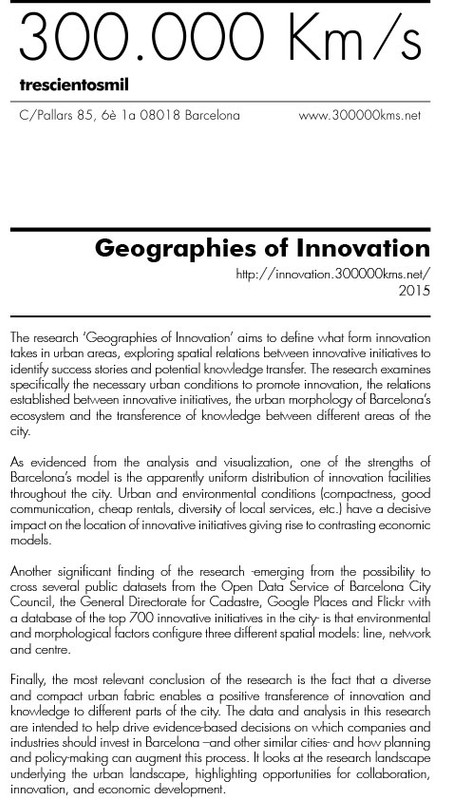 300.000 Km/s
trescientosmil
C/Pallars 85, 6è 1a 08018 Barcelona www.300000kms.net
Geographies of Innovation
http://innovation.300000kms.net/
2015
The research ‘Geographies of Innovation’ aims to define what form innovation
takes in urban areas, exploring spatial relations between innovative initiatives to
identify success stories and potential knowledge transfer. The research examines
specifically the necessary urban conditions to promote innovation, the relations
established between innovative initiatives, the urban morphology of Barcelona’s
ecosystem and the transference of knowledge between different areas of the
city.
As evidenced from the analysis and visualization, one of the strengths of
Barcelona’s model is the apparently uniform distribution of innovation facilities
throughout the city. Urban and environmental conditions (compactness, good
communication, cheap rentals, diversity of local services, etc.) have a decisive
impact on the location of innovative initiatives giving rise to contrasting economic
models.
Another significant finding of the research -emerging from the possibility to
cross several public datasets from the Open Data Service of Barcelona City
Council, the General Directorate for Cadastre, Google Places and Flickr with
a database of the top 700 innovative initiatives in the city- is that environmental
and morphological factors configure three different spatial models: line, network
and centre.
Finally, the most relevant conclusion of the research is the fact that a diverse
and compact urban fabric enables a positive transference of innovation and
knowledge to different parts of the city. The data and analysis in this research
are intended to help drive evidence-based decisions on which companies and
industries should invest in Barcelona –and other similar cities- and how planning
and policy-making can augment this process. It looks at the research landscape
underlying the urban landscape, highlighting opportunities for collaboration,
innovation, and economic development.